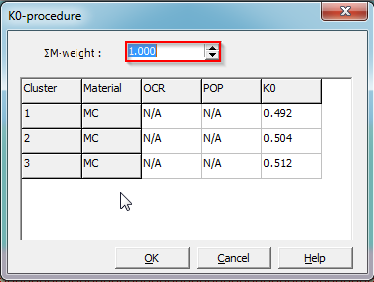 K0-procedure
ΣM-weight :
1.000
Cluster Material OCR POP K0
1 MC N/A N/A 0.492
2 MC N/A N/A 0.504
3 MC N/A N/A 0.512
OK Cancel Help